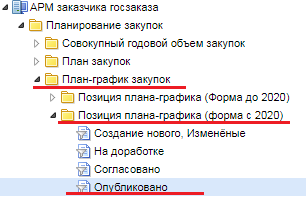 АРМ заказчика госзаказа
Планирование закупок
Совокупный годовой объем закупок
План закупок
План-график закупок
Позиция плана-графика (Форма до 2020)
Позиция плана-графика (форма с 2020)
Создание нового, Изменёные
На доработке
Согласовано
Опубликовано